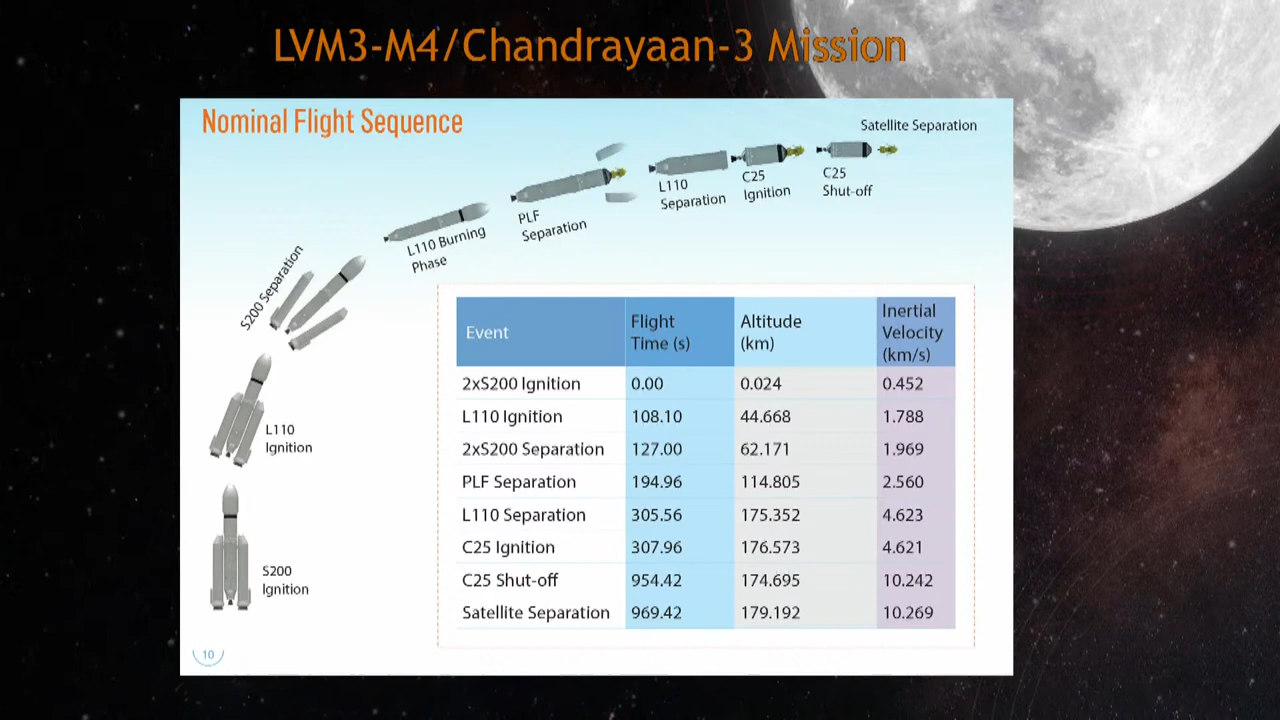 LVM3-M4/Chandrayaan-3 Mission
Nominal Flight Sequence
Satellite Separation
C25
Shut-off
C25
Ignition
L110
Separation
PLF
Separation
L110 Burning
Phase
S200 Separation
L110
Ignition
S200
Ignition
Event Flight Time (s) Altitude (km) Inertial Velocity (km/s)
2xS200 Ignition 0.00 0.024 0.452
L110 Ignition 108.10 44.668 1.788
2xS200 Separation 127.00 62.171 1.969
PLF Separation 194.96 114.805 2.560
L110 Separation 305.56 175.352 4.623
C25 Ignition 307.96 176.573 4.621
C25 Shut-off 954.42 174.695 10.242
Satellite Separation 969.42 179.192 10.269
10